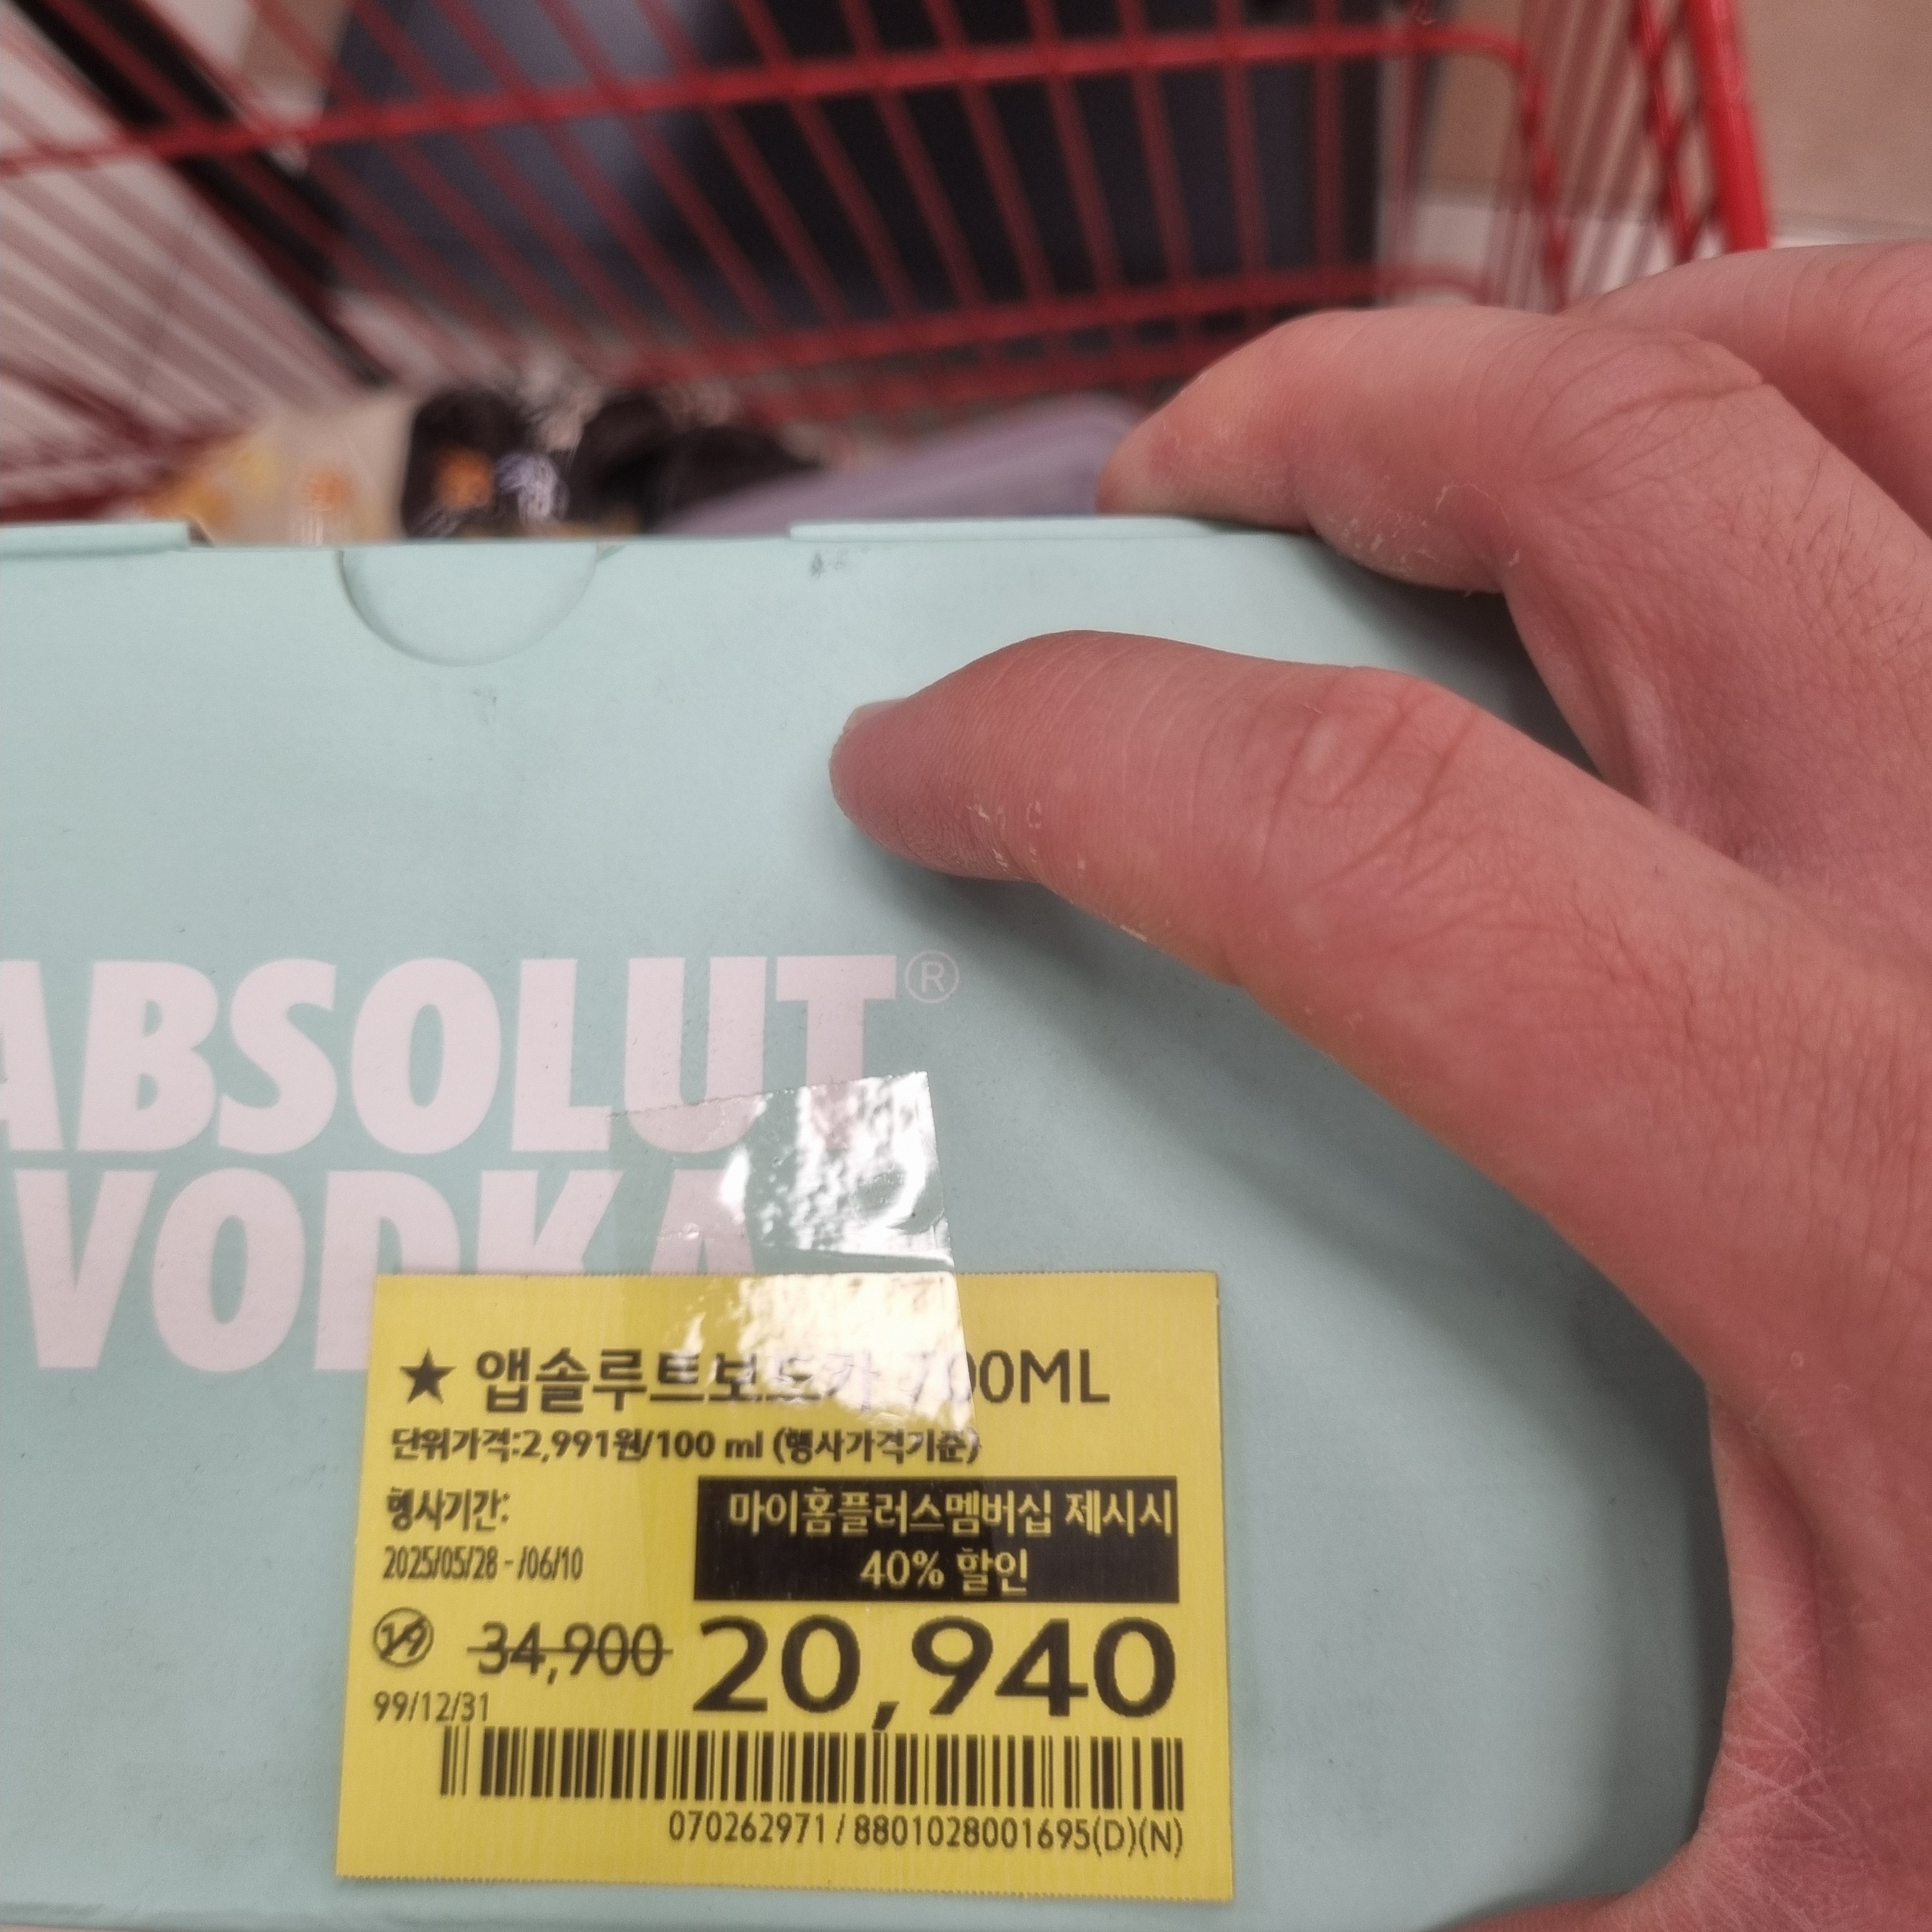 ABSOLUT®
VODKA
★ 앱솔루트보드카 700ML
단위가격:2,991원/100 ml (행사가격기준)
행사기간:
2025/05/28 - /06/10
마이홈플러스멤버십 제시시
40% 할인
19 34,900 20,940
99/12/31
070262971 / 8801028001695(D)(N)